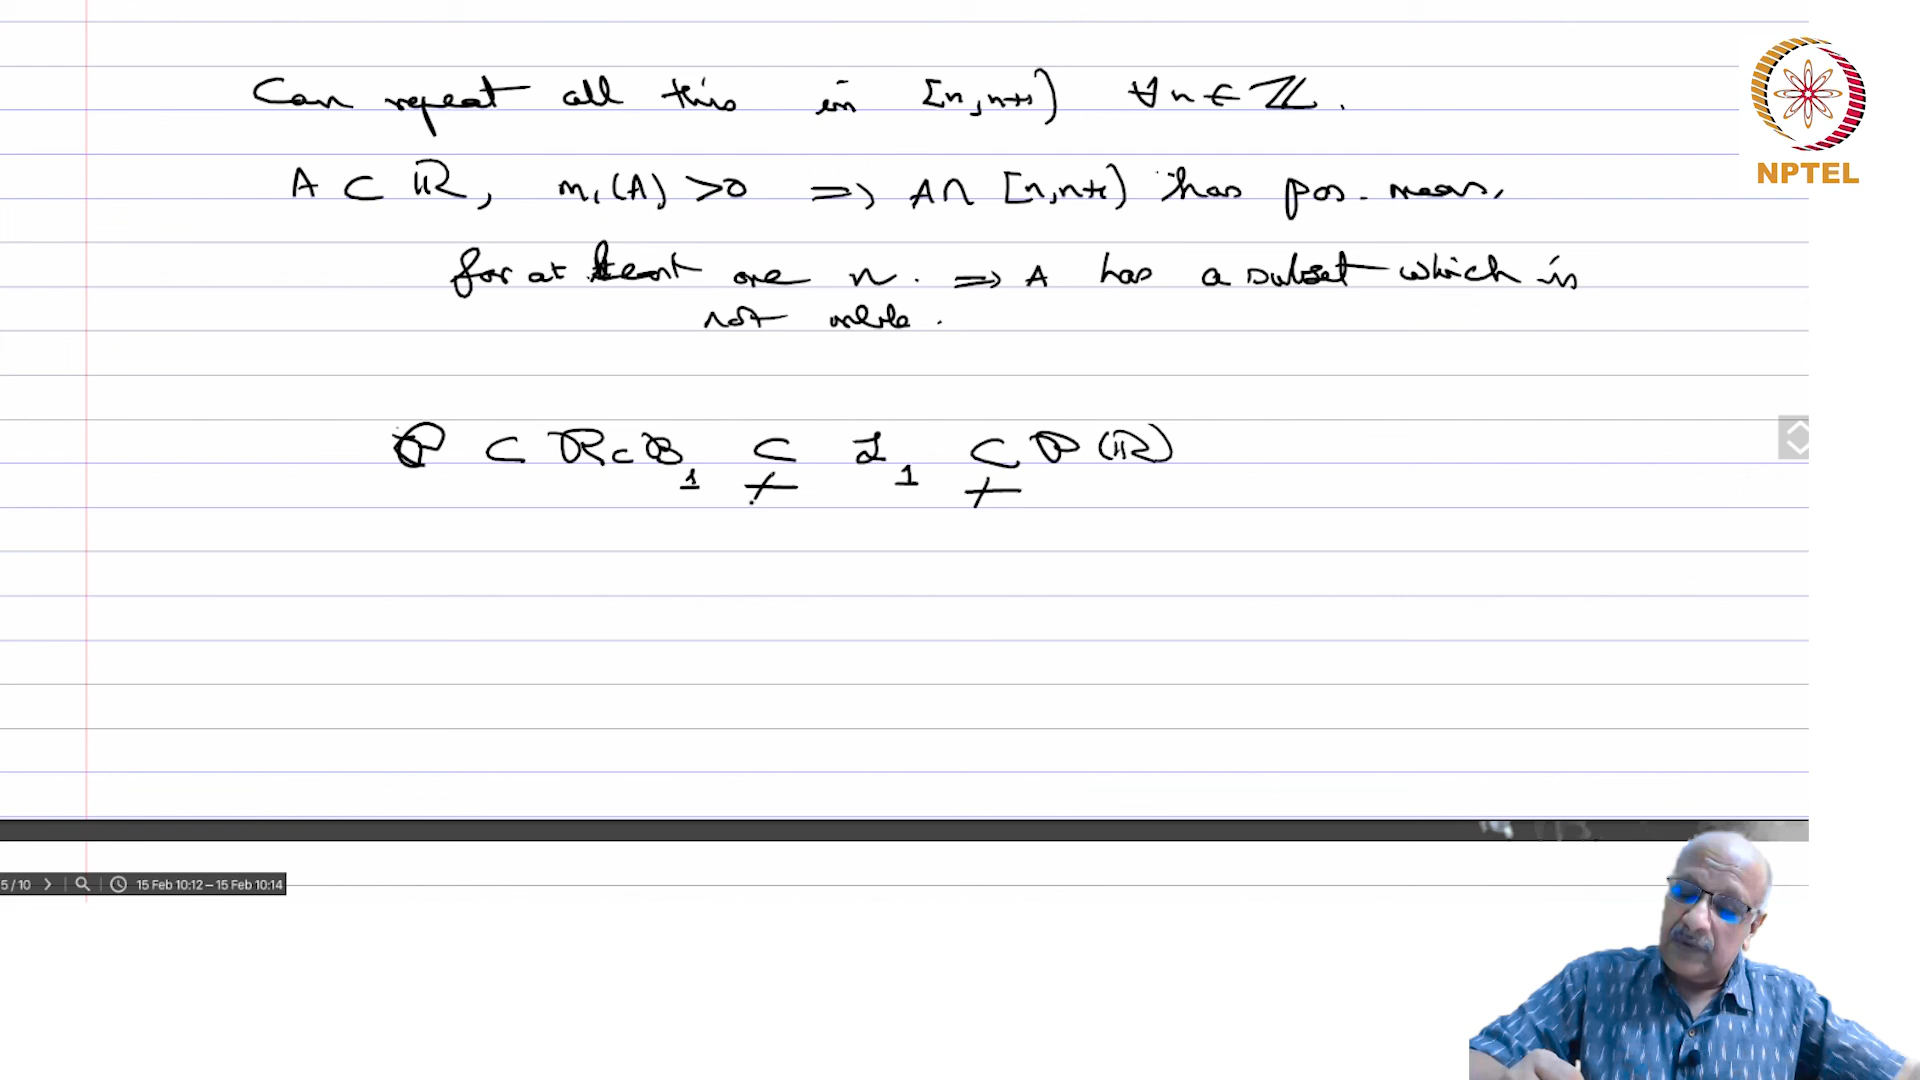 Can repeat all this in [n, n+1) ∀ n ∈ ℤ.
NPTEL
A ⊂ ℝ, m₁(A) > 0 ⟹ A ∩ [n, n+1) has pos. meas.
for at least one n. ⟹ A has a subset which is
not mble.
𝒫 ⊂ ℛ ⊂ ℬ₁ ⊊ ℒ₁ ⊊ 𝒫(ℝ)
5 / 10 15 Feb 10:12 – 15 Feb 10:14